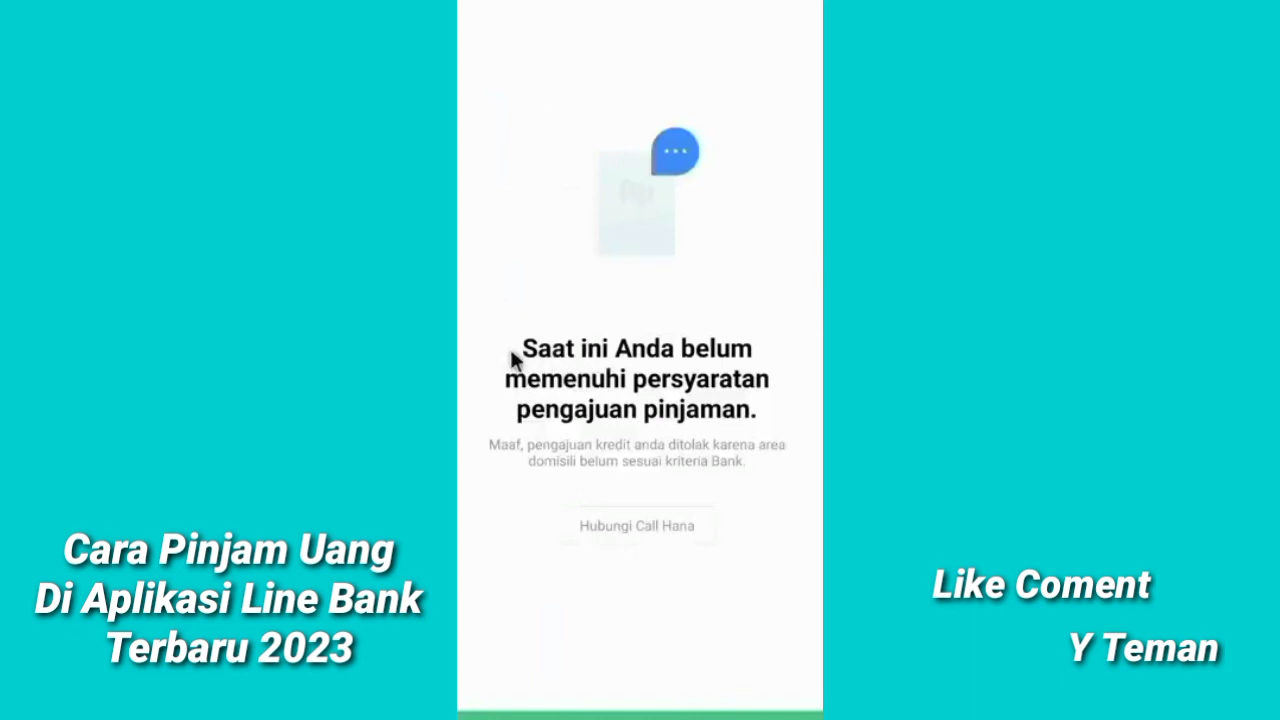 Saat ini Anda belum
memenuhi persyaratan
pengajuan pinjaman.
Maaf, pengajuan kredit anda ditolak karena area
domisili belum sesuai kriteria Bank.
Hubungi Call Hana
Cara Pinjam Uang
Di Aplikasi Line Bank
Terbaru 2023
Like Coment
Y Teman